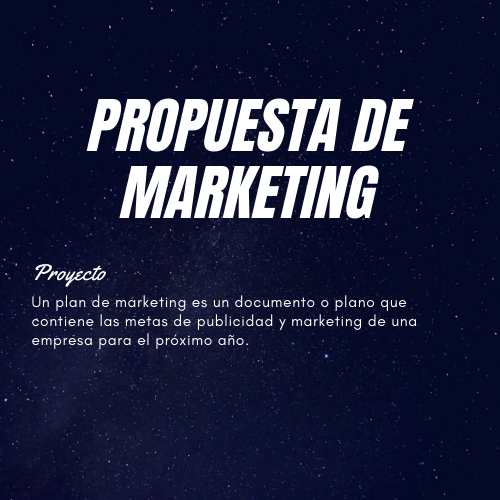 PROPUESTA DE
MARKETING
Proyecto
Un plan de marketing es un documento o plano que
contiene las metas de publicidad y marketing de una
empresa para el próximo año.